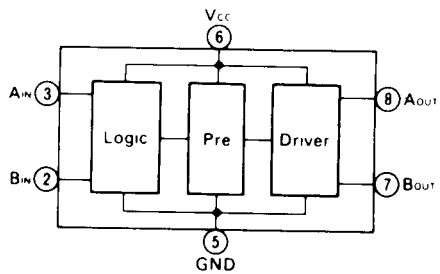 Vcc
6
AIN 3
8 AOUT
Logic
Pre
Driver
BIN 2
7 BOUT
5
GND